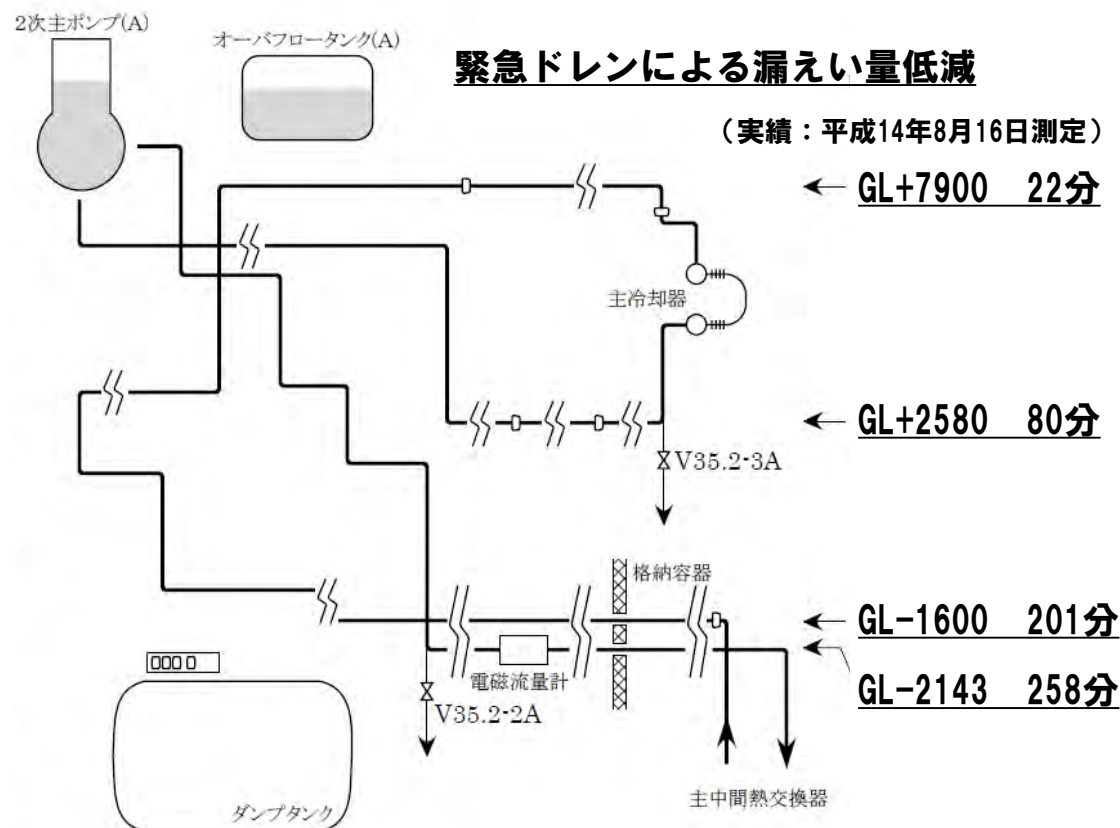 2次主ポンプ(A)
オーバフロータンク(A)
緊急ドレンによる漏えい量低減
（実績：平成14年8月16日測定）
GL+7900　22分
主冷却器
GL+2580　80分
V35.2-3A
格納容器
GL-1600　201分
電磁流量計
GL-2143　258分
V35.2-2A
主中間熱交換器
ダンプタンク